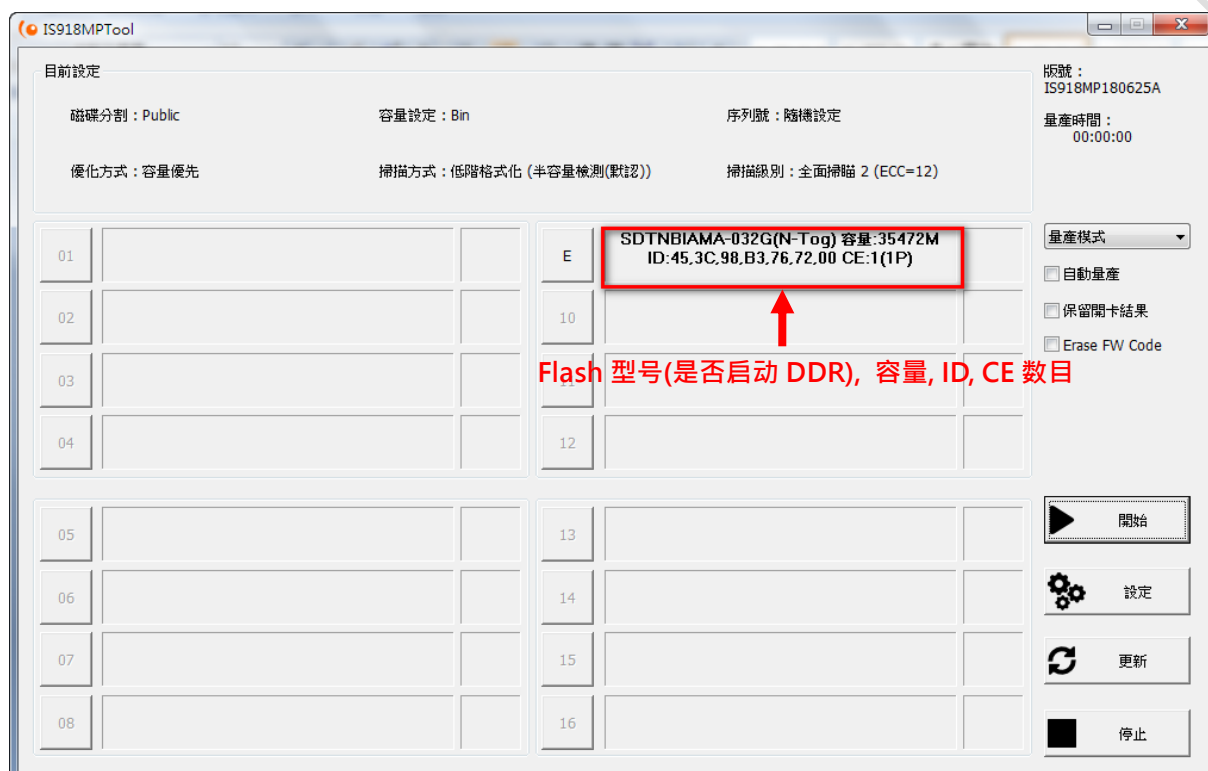 IS918MPTool
目前設定
磁碟分割：Public
容量設定：Bin
序列號：隨機設定
優化方式：容量優先
掃描方式：低階格式化 (半容量檢測(默認))
掃描級別：全面掃瞄 2 (ECC=12)
版號：
IS918MP180625A
量產時間：
00:00:00
01
02
03
04
E
SDTNBIAMA-032G(N-Tog) 容量:35472M
ID:45,3C,98,B3,76,72,00 CE:1(1P)
10
Flash 型号(是否启动 DDR), 容量, ID, CE 数目
11
12
量產模式
自動量產
保留開卡結果
Erase FW Code
05
06
07
08
13
14
15
16
開始
設定
更新
停止